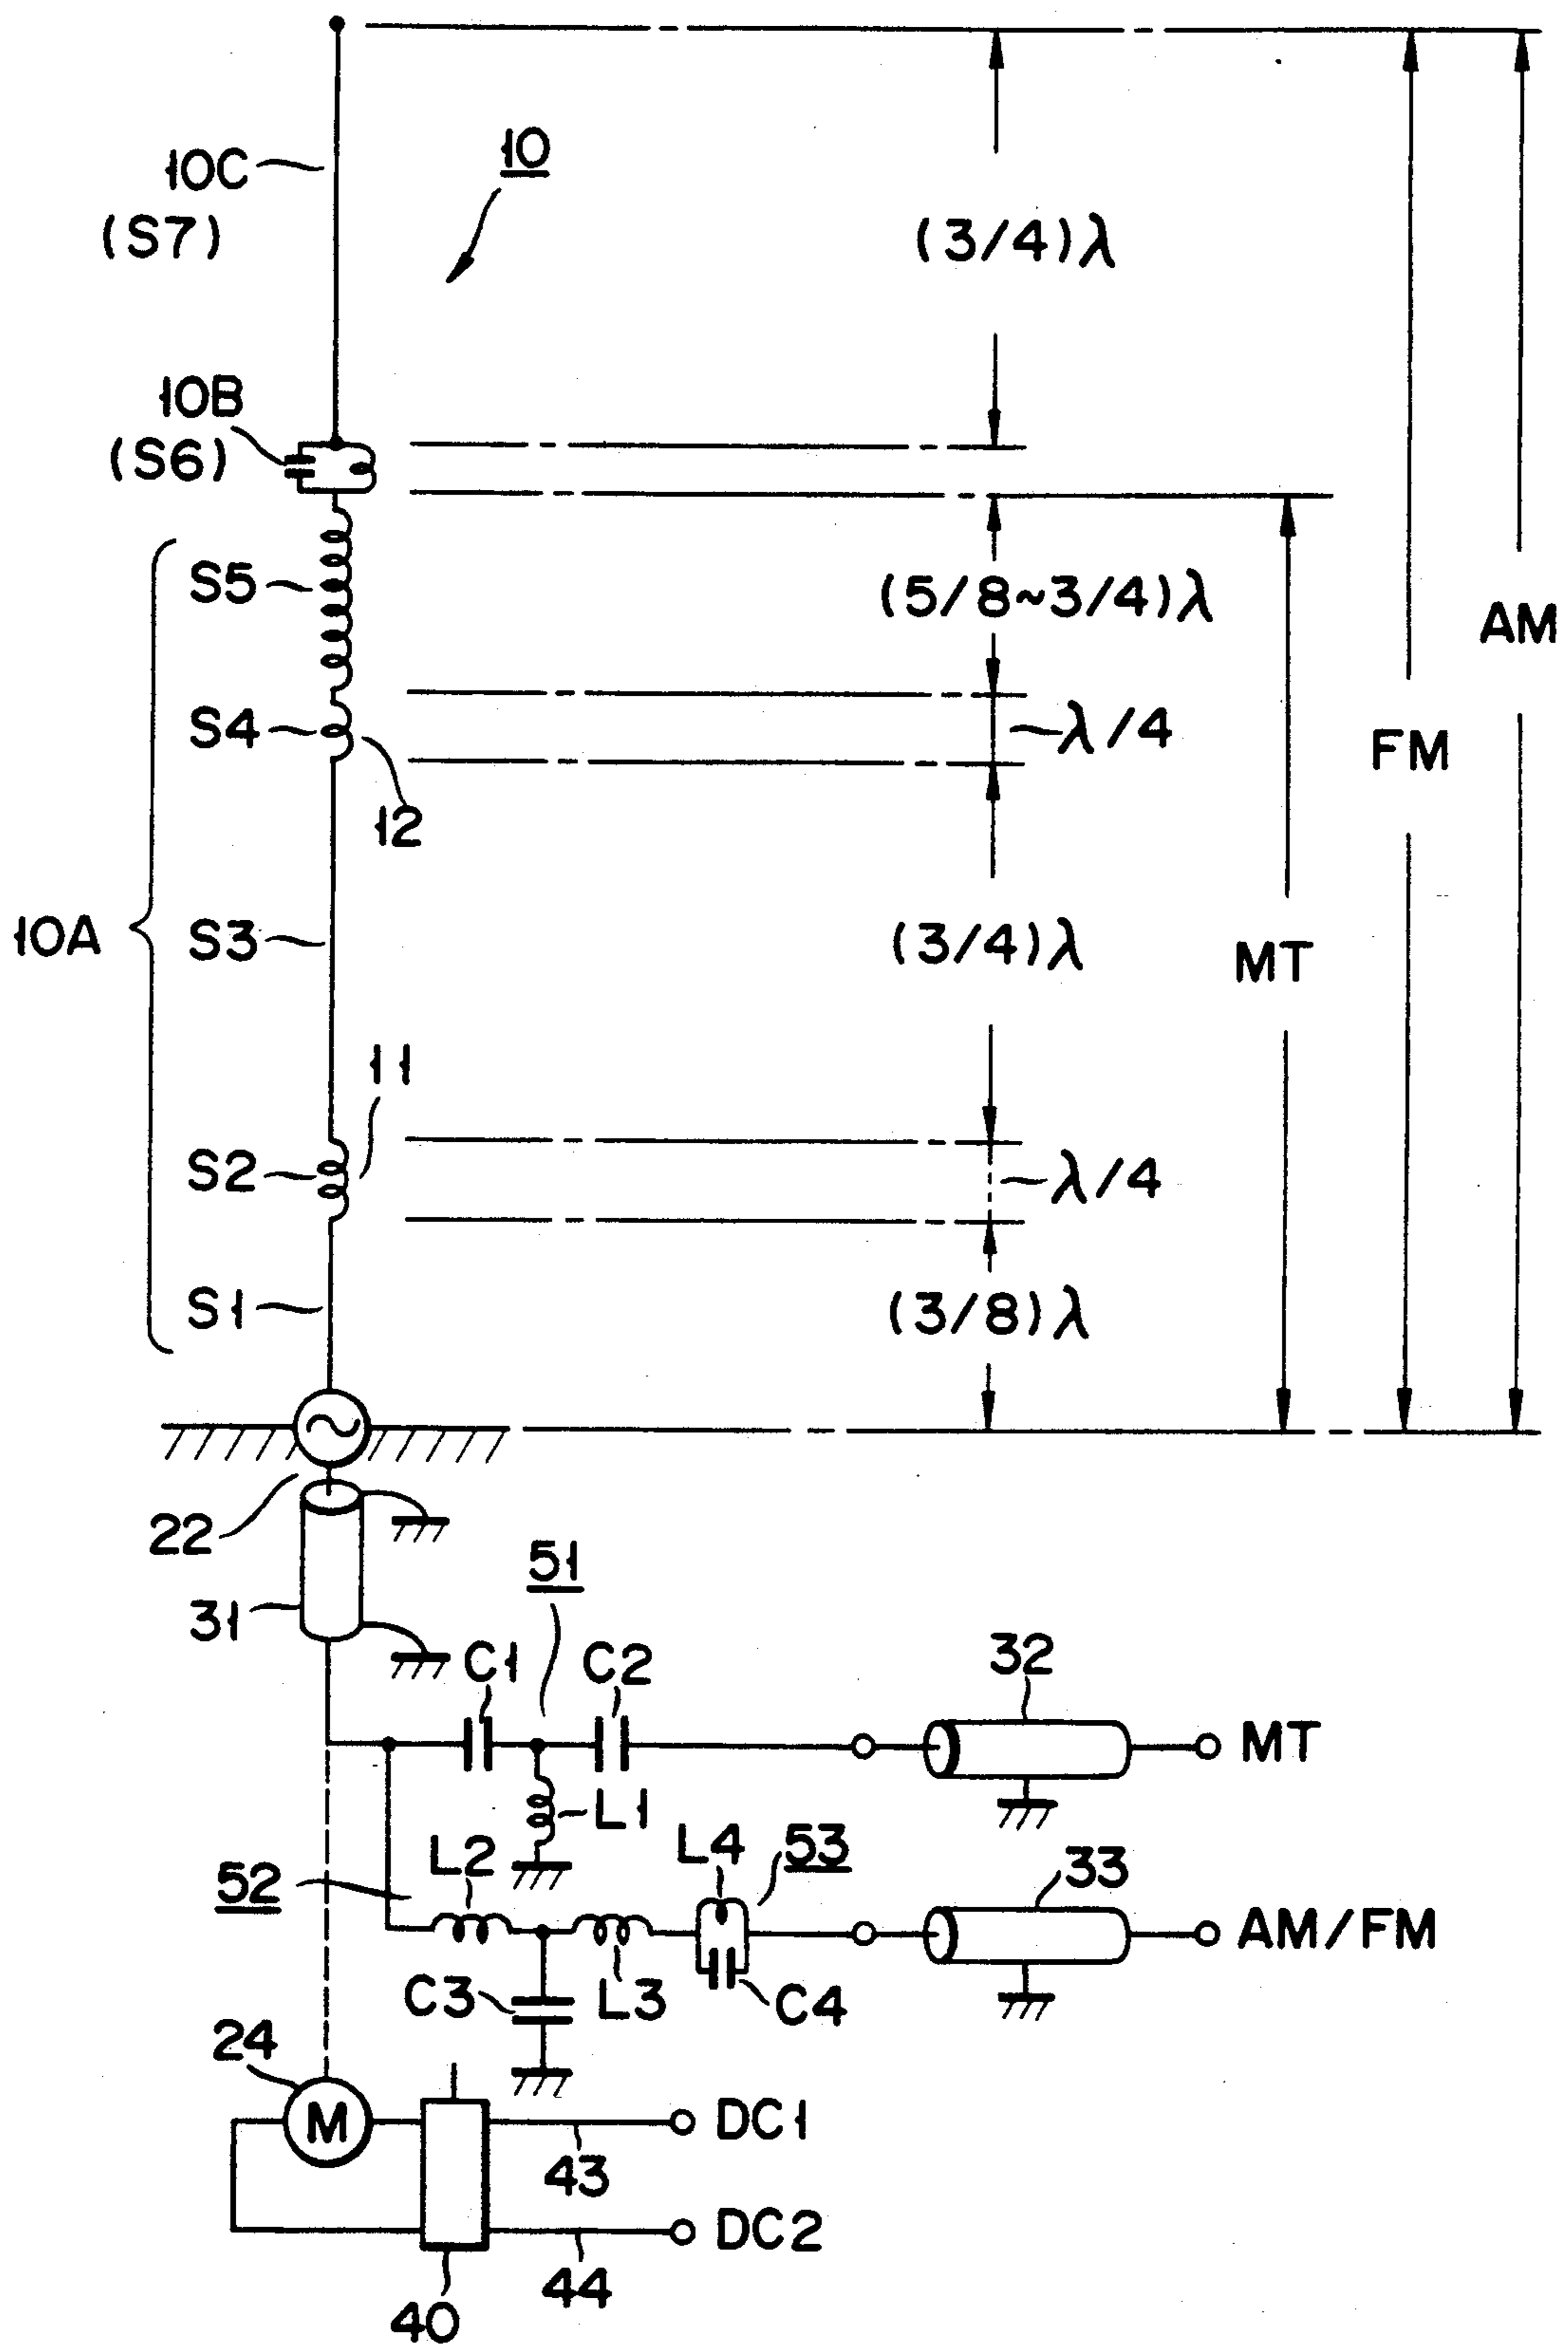 10C
(S7)
10
(3/4)λ
10B
(S6)
S5
(5/8~3/4)λ
AM
S4
λ/4
FM
12
10A
S3
(3/4)λ
MT
11
S2
λ/4
S1
(3/8)λ
22
51
31
C1
C2
32
MT
L1
L2
L4
53
33
52
AM/FM
C3
L3
C4
24
M
DC1
43
DC2
44
40